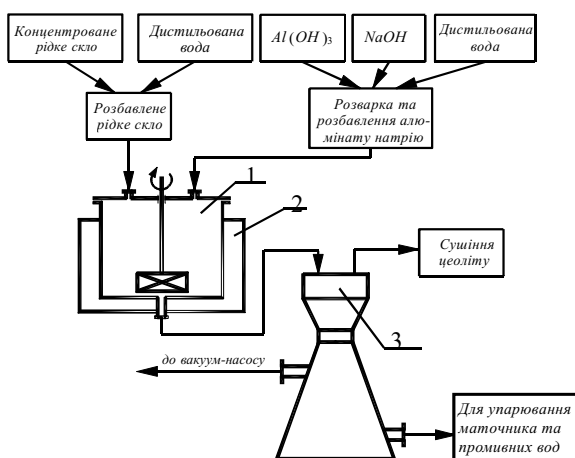 Концентроване
рідке скло
Дистильована
вода
Al(OH)₃
NaOH
Дистильована
вода
Розбавлене
рідке скло
Розварка та
розбавлення алю-
мінату натрію
1
2
Сушіння
цеоліту
3
до вакуум-насосу
Для упарювання
маточника та
промивних вод